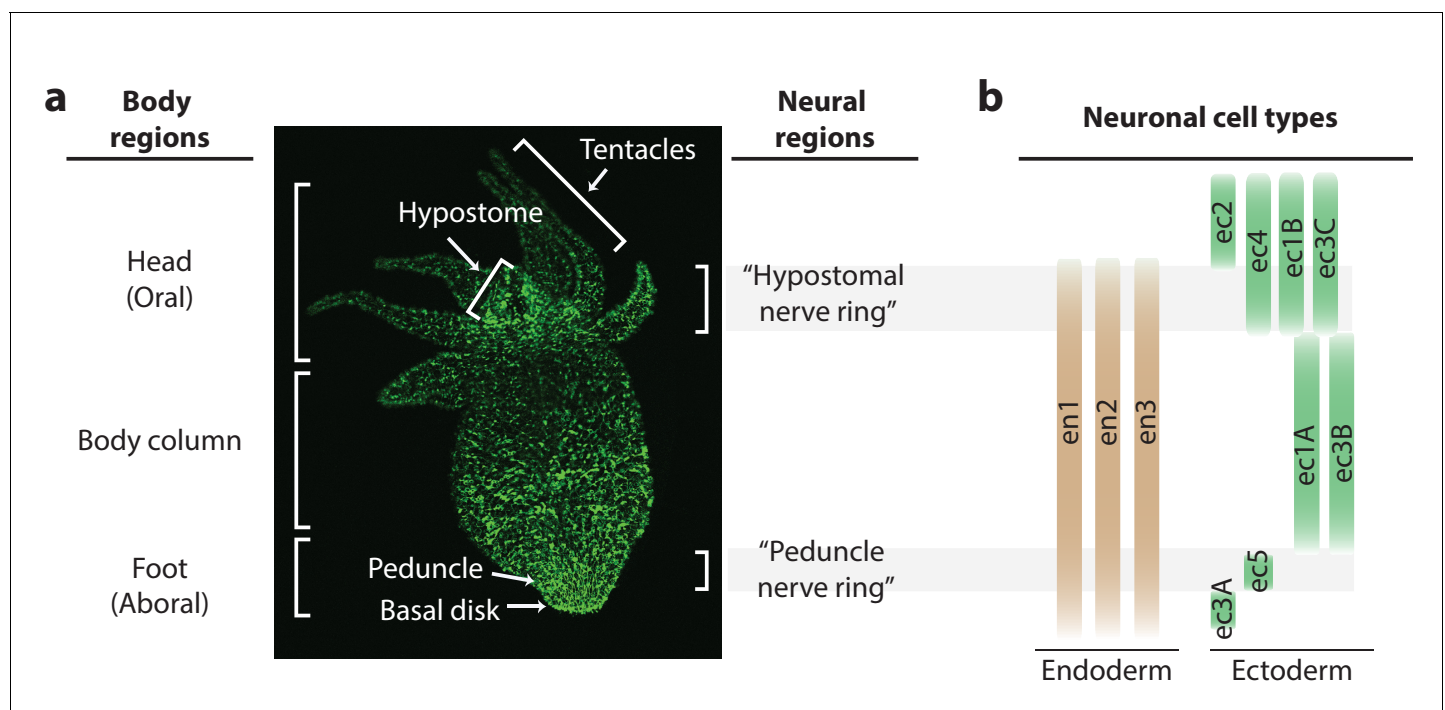 a
Body
regions
Neural
regions
b
Neuronal cell types
Tentacles
Hypostome
Head
(Oral)
"Hypostomal
nerve ring"
Body column
Foot
(Aboral)
Peduncle
Basal disk
"Peduncle
nerve ring"
en1
en2
en3
ec2
ec4
ec1B
ec3C
ec1A
ec3B
ec5
ec3A
Endoderm
Ectoderm